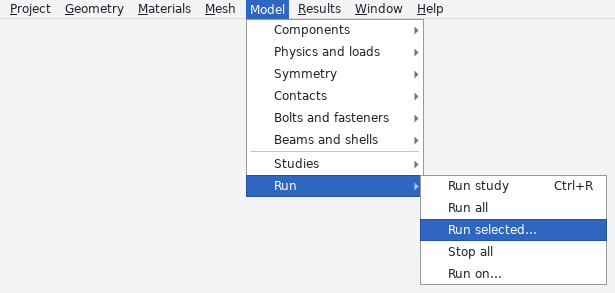 Project Geometry Materials Mesh Model Results Window Help
Components
Physics and loads
Symmetry
Contacts
Bolts and fasteners
Beams and shells
Studies
Run
Run study Ctrl+R
Run all
Run selected...
Stop all
Run on...